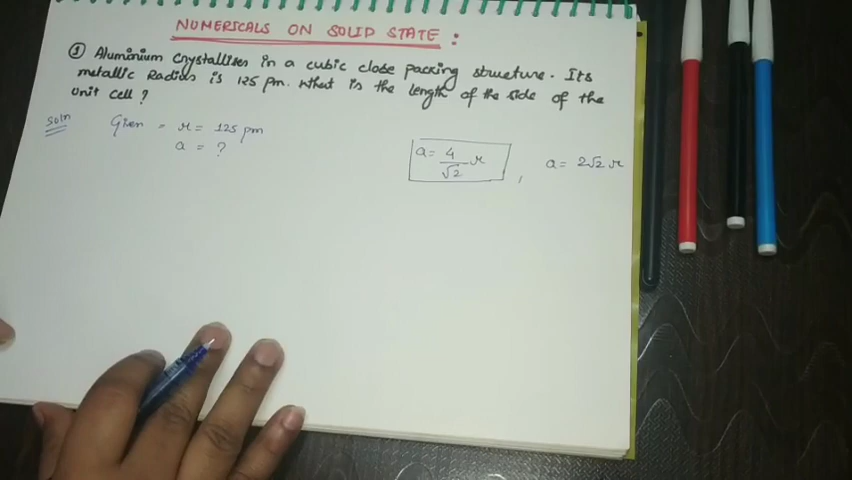 NUMERICALS ON SOLID STATE :
① Aluminium crystallises in a cubic close packing structure. Its
metallic Radius is 125 pm. What is the length of the side of the
unit cell ?
Soln
Given = r = 125 pm
a = ?
a = 4/√2 r , a = 2√2 r